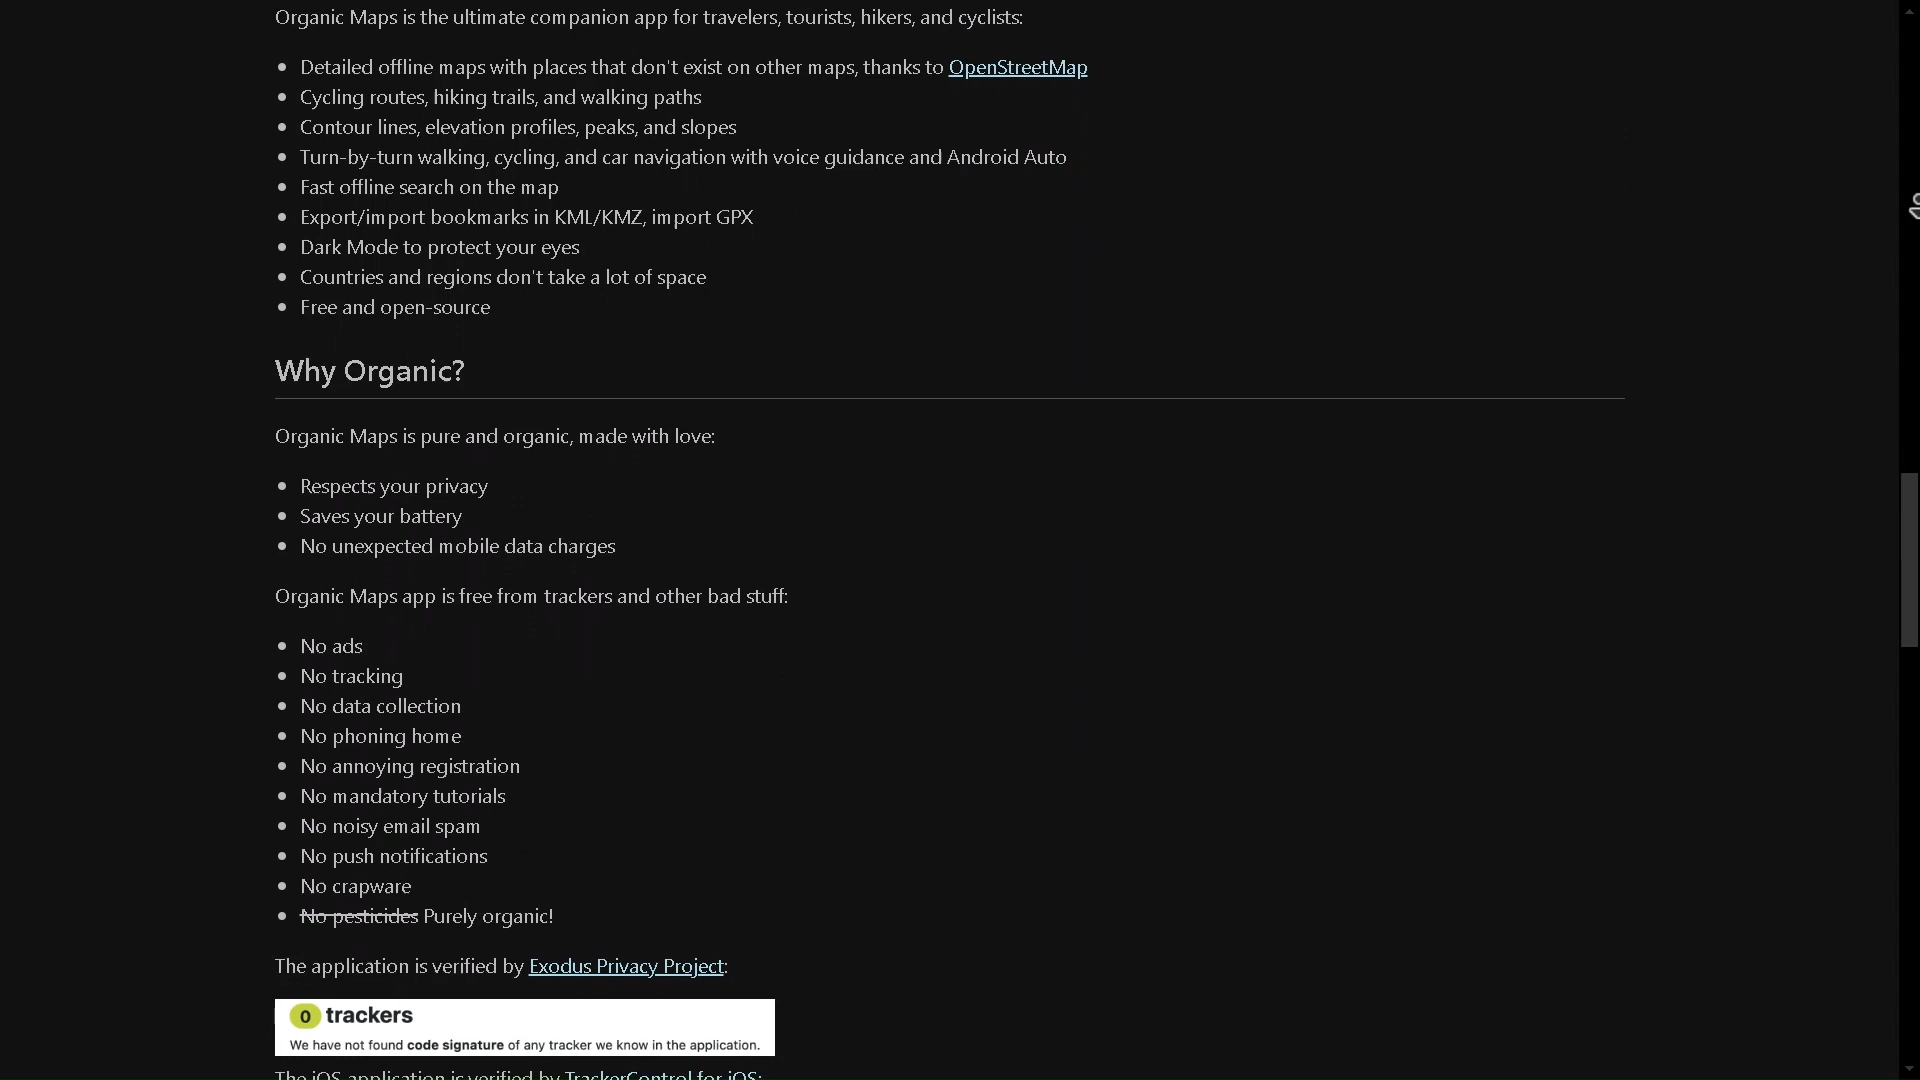 Organic Maps is the ultimate companion app for travelers, tourists, hikers, and cyclists:
Detailed offline maps with places that don't exist on other maps, thanks to OpenStreetMap
Cycling routes, hiking trails, and walking paths
Contour lines, elevation profiles, peaks, and slopes
Turn-by-turn walking, cycling, and car navigation with voice guidance and Android Auto
Fast offline search on the map
Export/import bookmarks in KML/KMZ, import GPX
Dark Mode to protect your eyes
Countries and regions don't take a lot of space
Free and open-source
Why Organic?
Organic Maps is pure and organic, made with love:
Respects your privacy
Saves your battery
No unexpected mobile data charges
Organic Maps app is free from trackers and other bad stuff:
No ads
No tracking
No data collection
No phoning home
No annoying registration
No mandatory tutorials
No noisy email spam
No push notifications
No crapware
No pesticides Purely organic!
The application is verified by Exodus Privacy Project:
0 trackers
We have not found code signature of any tracker we know in the application.
The iOS application is verified by TrackerControl for iOS: